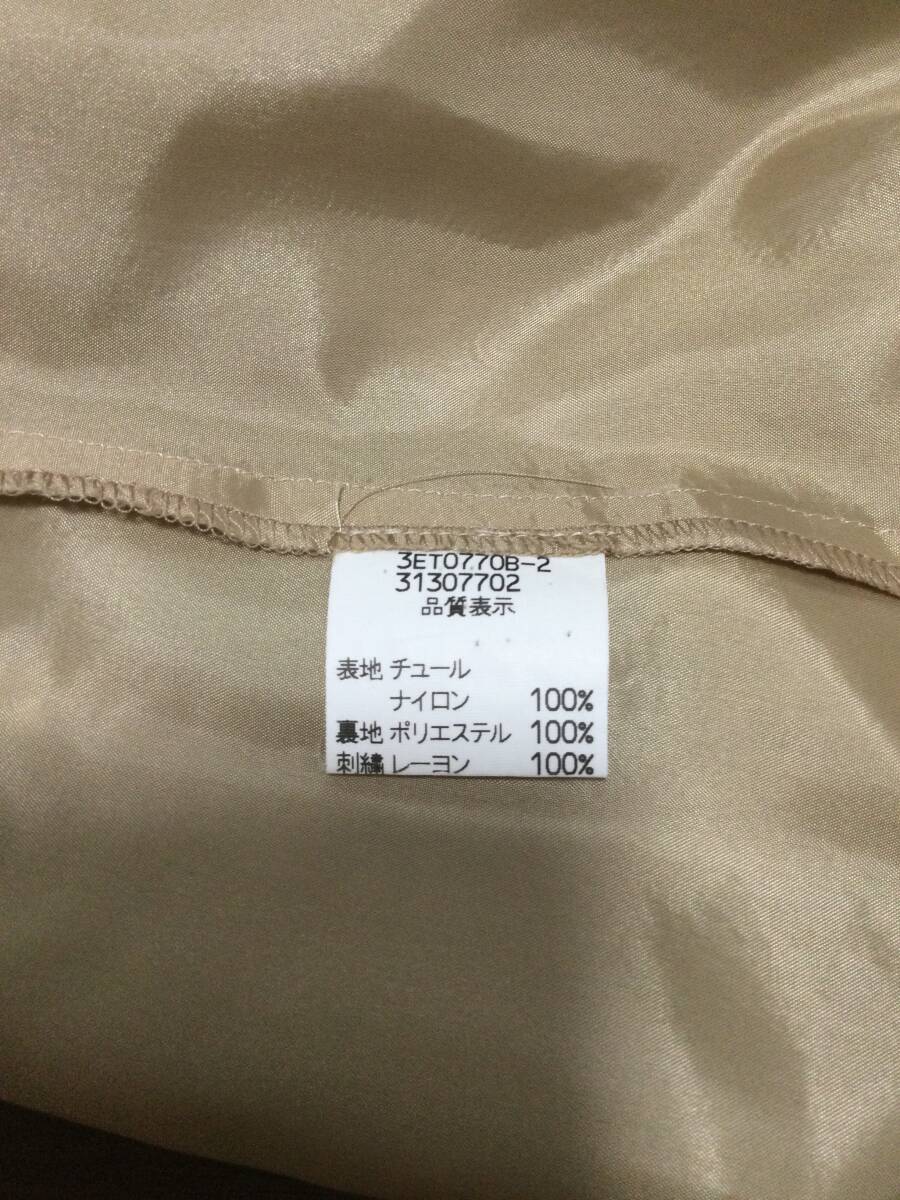 3ET0770B-2
31307702
品質表示
表地 チュール
ナイロン 100%
裏地 ポリエステル 100%
刺繍 レーヨン 100%